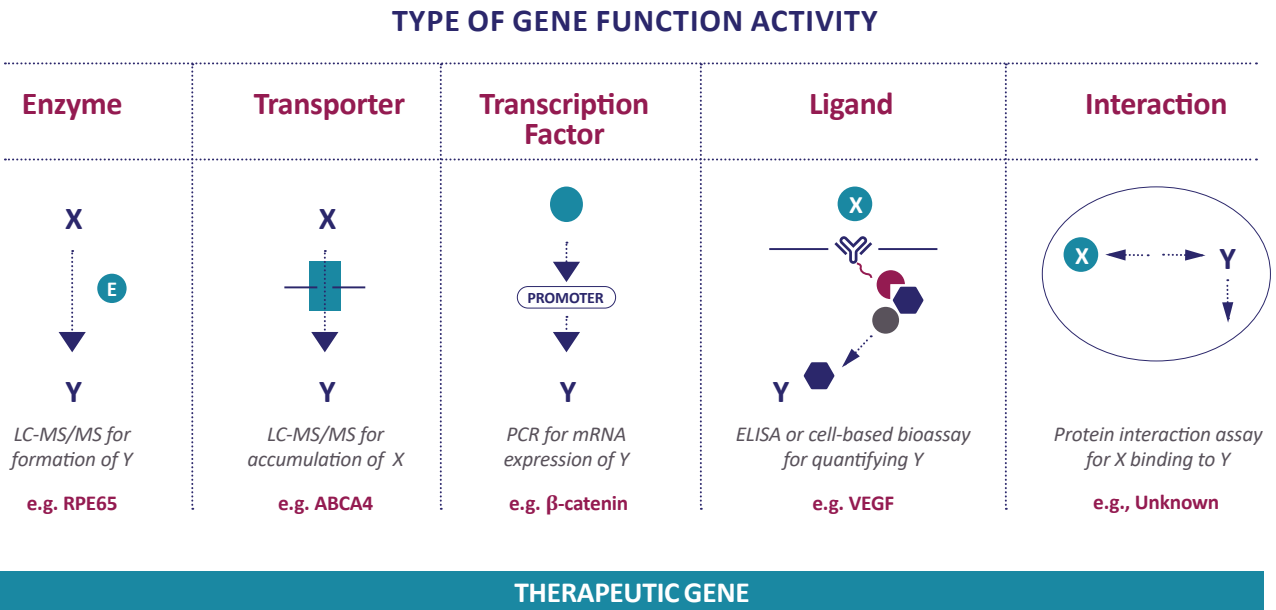 TYPE OF GENE FUNCTION ACTIVITY
Enzyme
X
E
Y
LC-MS/MS for
formation of Y
e.g. RPE65
Transporter
X
Y
LC-MS/MS for
accumulation of X
e.g. ABCA4
Transcription
Factor
PROMOTER
Y
PCR for mRNA
expression of Y
e.g. β-catenin
Ligand
X
Y
ELISA or cell-based bioassay
for quantifying Y
e.g. VEGF
Interaction
X
Y
Protein interaction assay
for X binding to Y
e.g., Unknown
THERAPEUTIC GENE